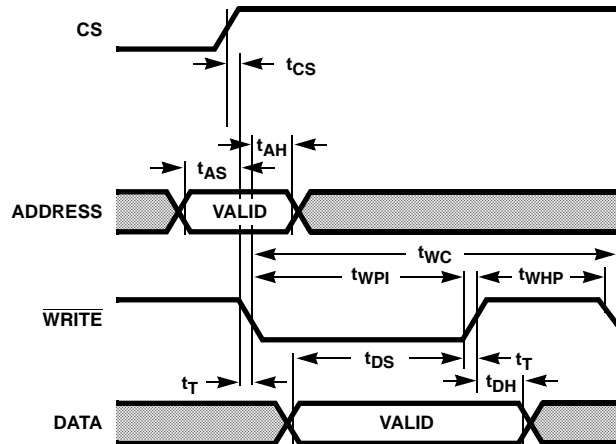 CS
tCS
tAH
tAS
ADDRESS
VALID
tWC
tWPI
tWHP
WRITE
tDS
tT
tT
tDH
DATA
VALID